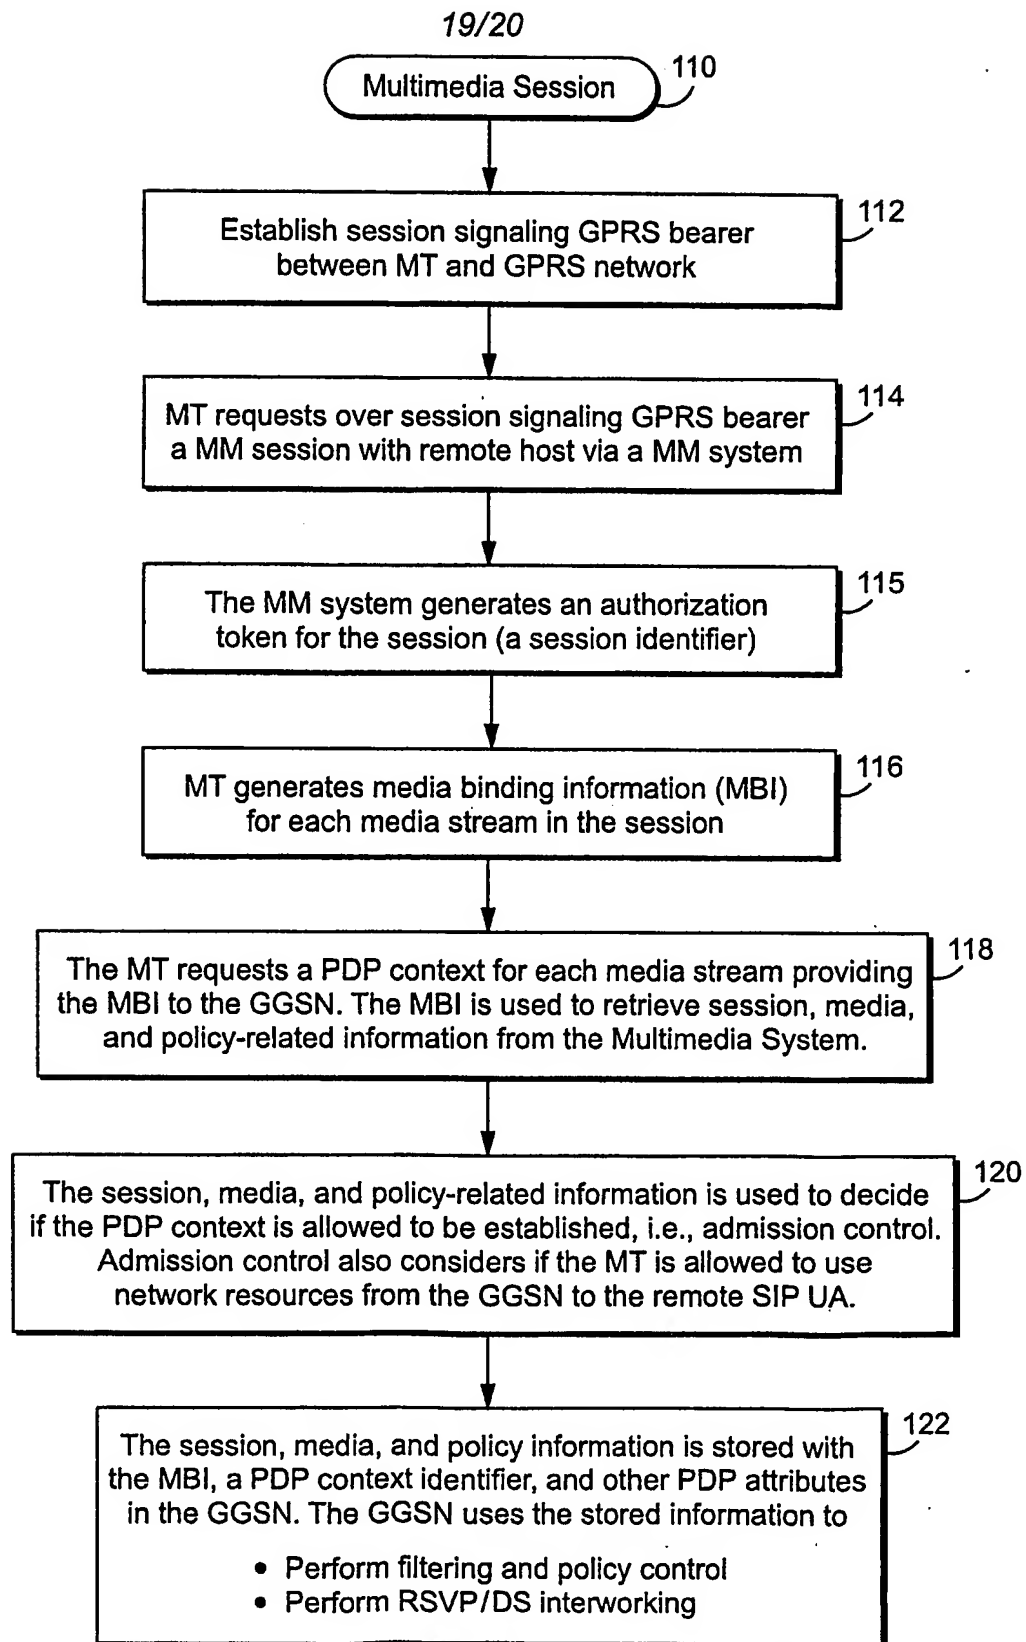 19/20
Multimedia Session
110
112
Establish session signaling GPRS bearer
between MT and GPRS network
114
MT requests over session signaling GPRS bearer
a MM session with remote host via a MM system
115
The MM system generates an authorization
token for the session (a session identifier)
116
MT generates media binding information (MBI)
for each media stream in the session
118
The MT requests a PDP context for each media stream providing
the MBI to the GGSN. The MBI is used to retrieve session, media,
and policy-related information from the Multimedia System.
120
The session, media, and policy-related information is used to decide
if the PDP context is allowed to be established, i.e., admission control.
Admission control also considers if the MT is allowed to use
network resources from the GGSN to the remote SIP UA.
122
The session, media, and policy information is stored with
the MBI, a PDP context identifier, and other PDP attributes
in the GGSN. The GGSN uses the stored information to
• Perform filtering and policy control
• Perform RSVP/DS interworking